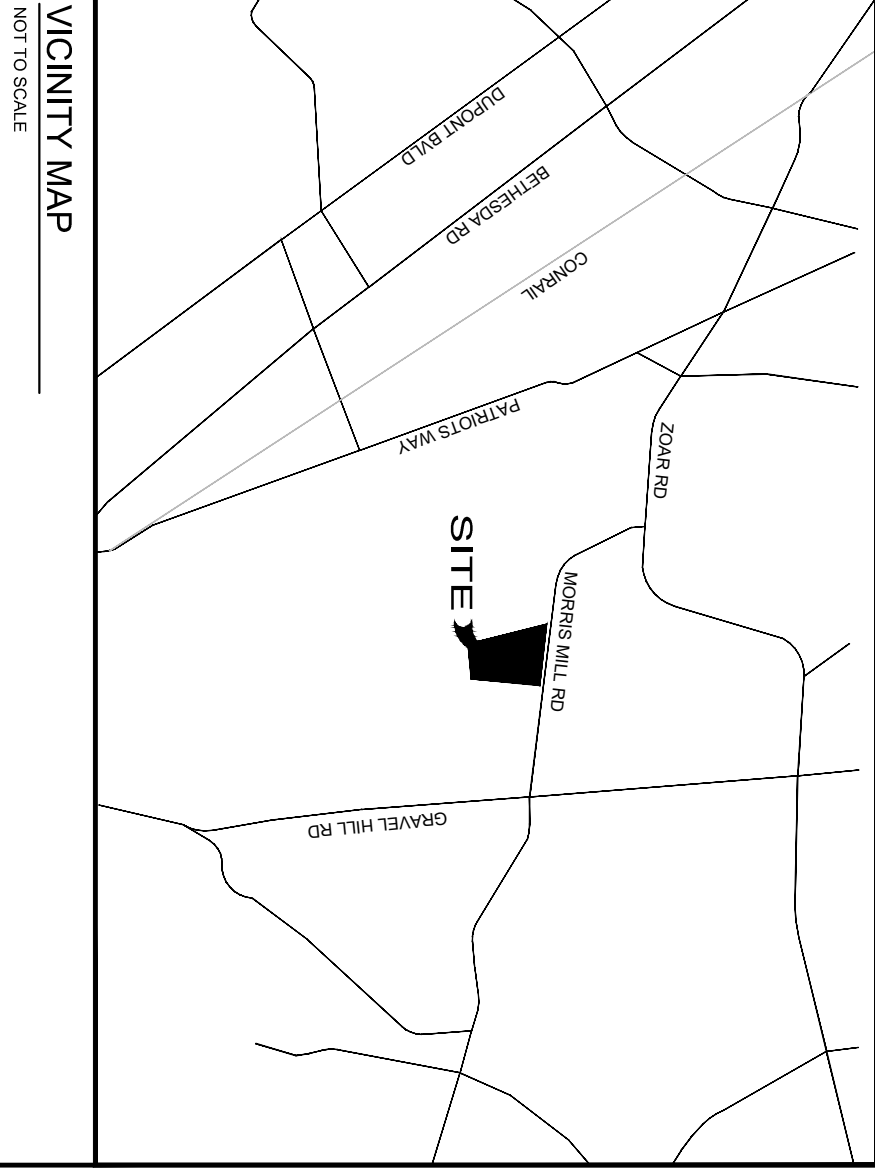 VICINITY MAP
NOT TO SCALE
DUPONT BVLD
BETHESDA RD
CONRAIL
PATRIOTS WAY
ZOAR RD
SITE
MORRIS MILL RD
GRAVEL HILL RD